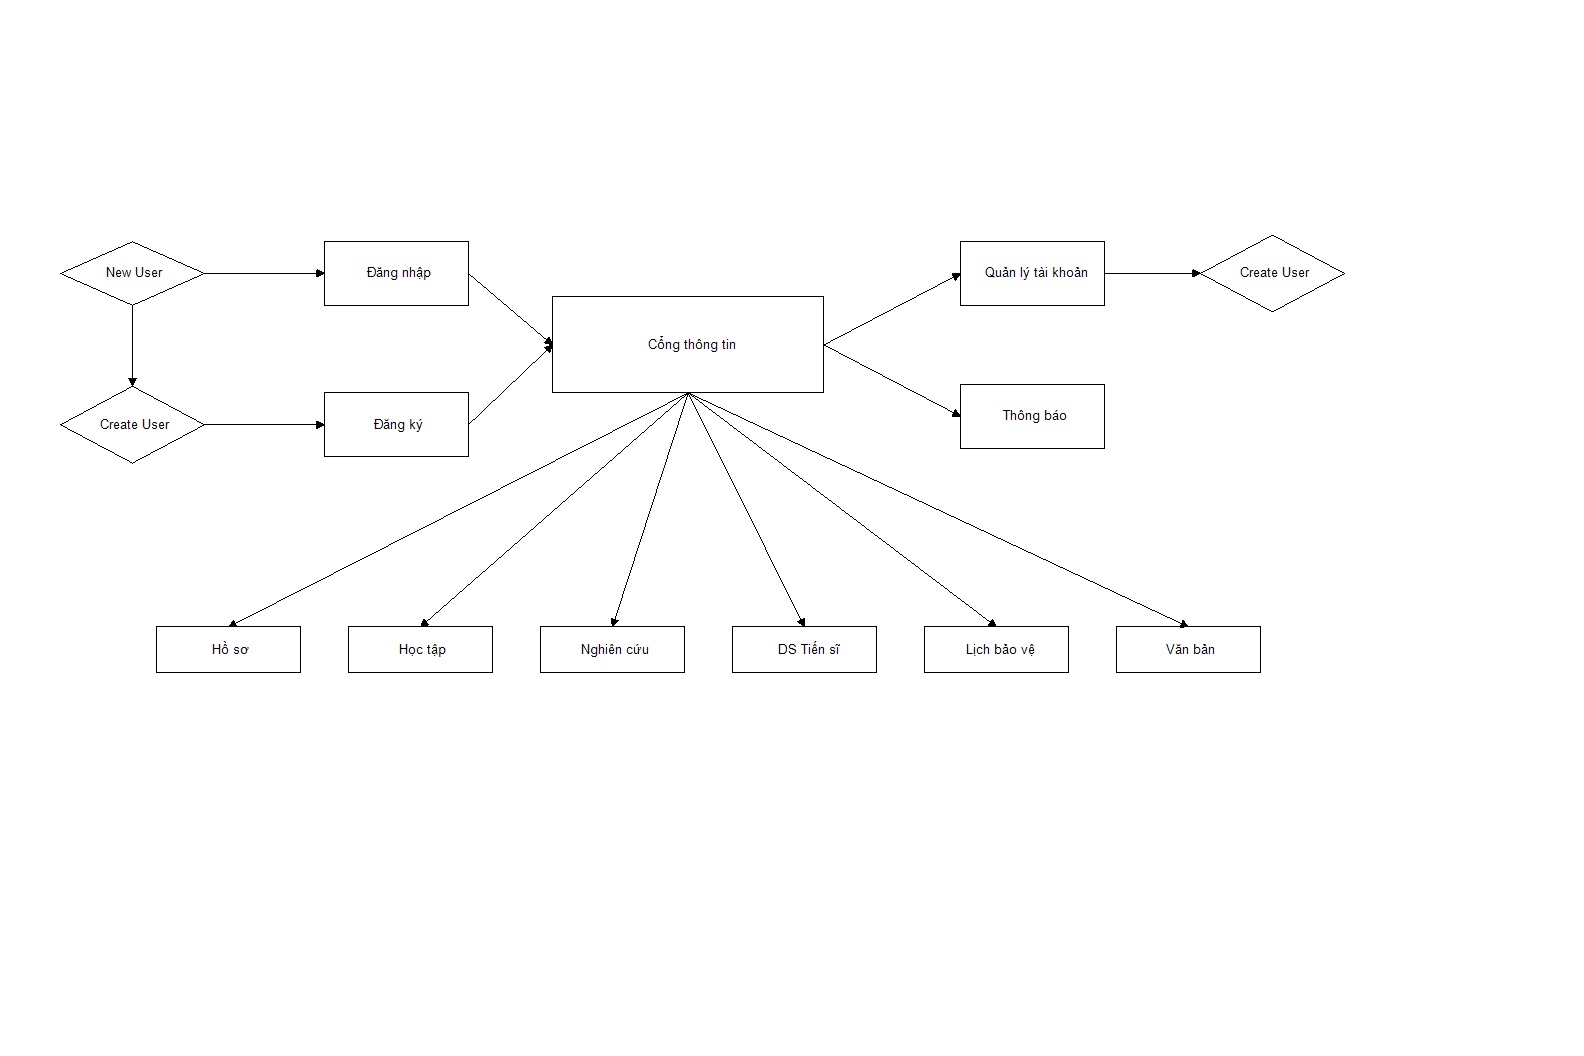 New User
Đăng nhập
Quản lý tài khoản
Create User
Cổng thông tin
Create User
Đăng ký
Thông báo
Hồ sơ
Học tập
Nghiên cứu
DS Tiến sĩ
Lịch bảo vệ
Văn bản